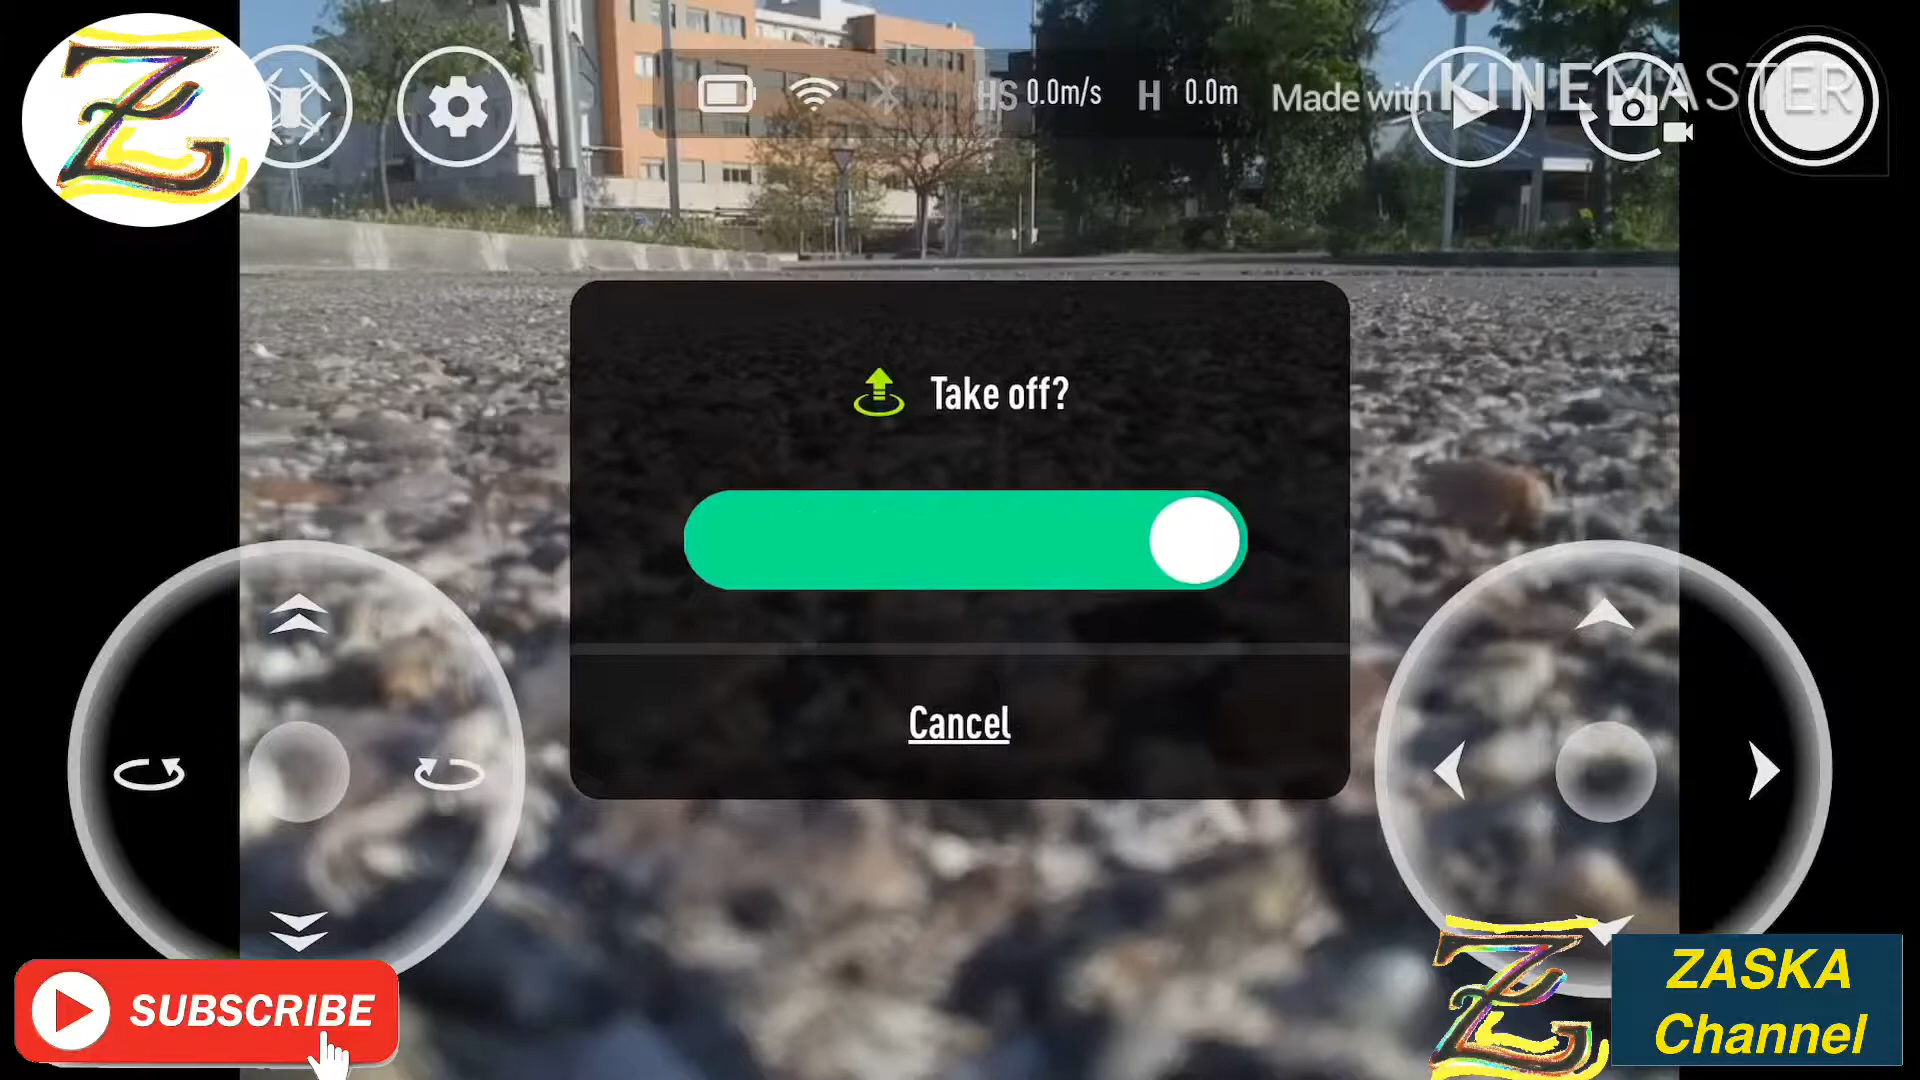 HS 0.0m/s H 0.0m Made with KINEMASTER
Take off?
Cancel
SUBSCRIBE
ZASKA
Channel